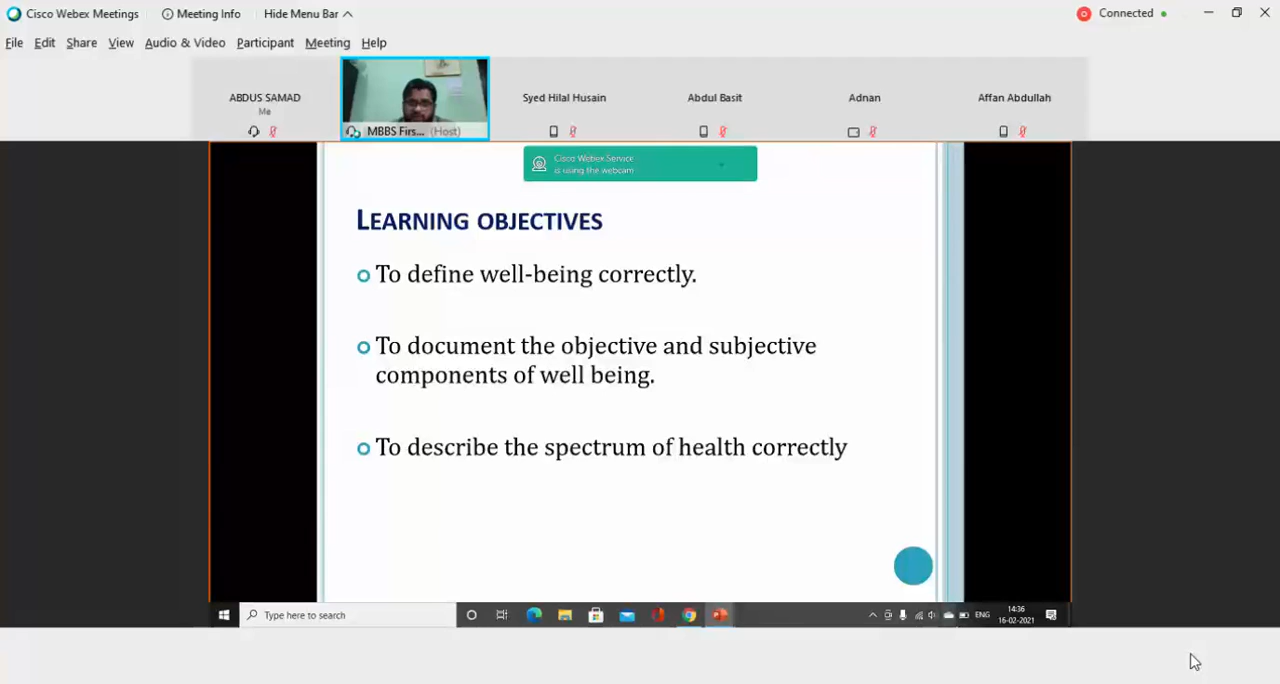 Cisco Webex Meetings
Meeting Info
Hide Menu Bar
Connected
File Edit Share View Audio & Video Participant Meeting Help
ABDUS SAMAD
Me
MBBS Firs... (Host)
Syed Hilal Husain
Abdul Basit
Adnan
Affan Abdullah
Cisco Webex Service
is using the webcam
LEARNING OBJECTIVES
To define well-being correctly.
To document the objective and subjective
components of well being.
To describe the spectrum of health correctly
Type here to search
ENG
14:36
16-02-2021